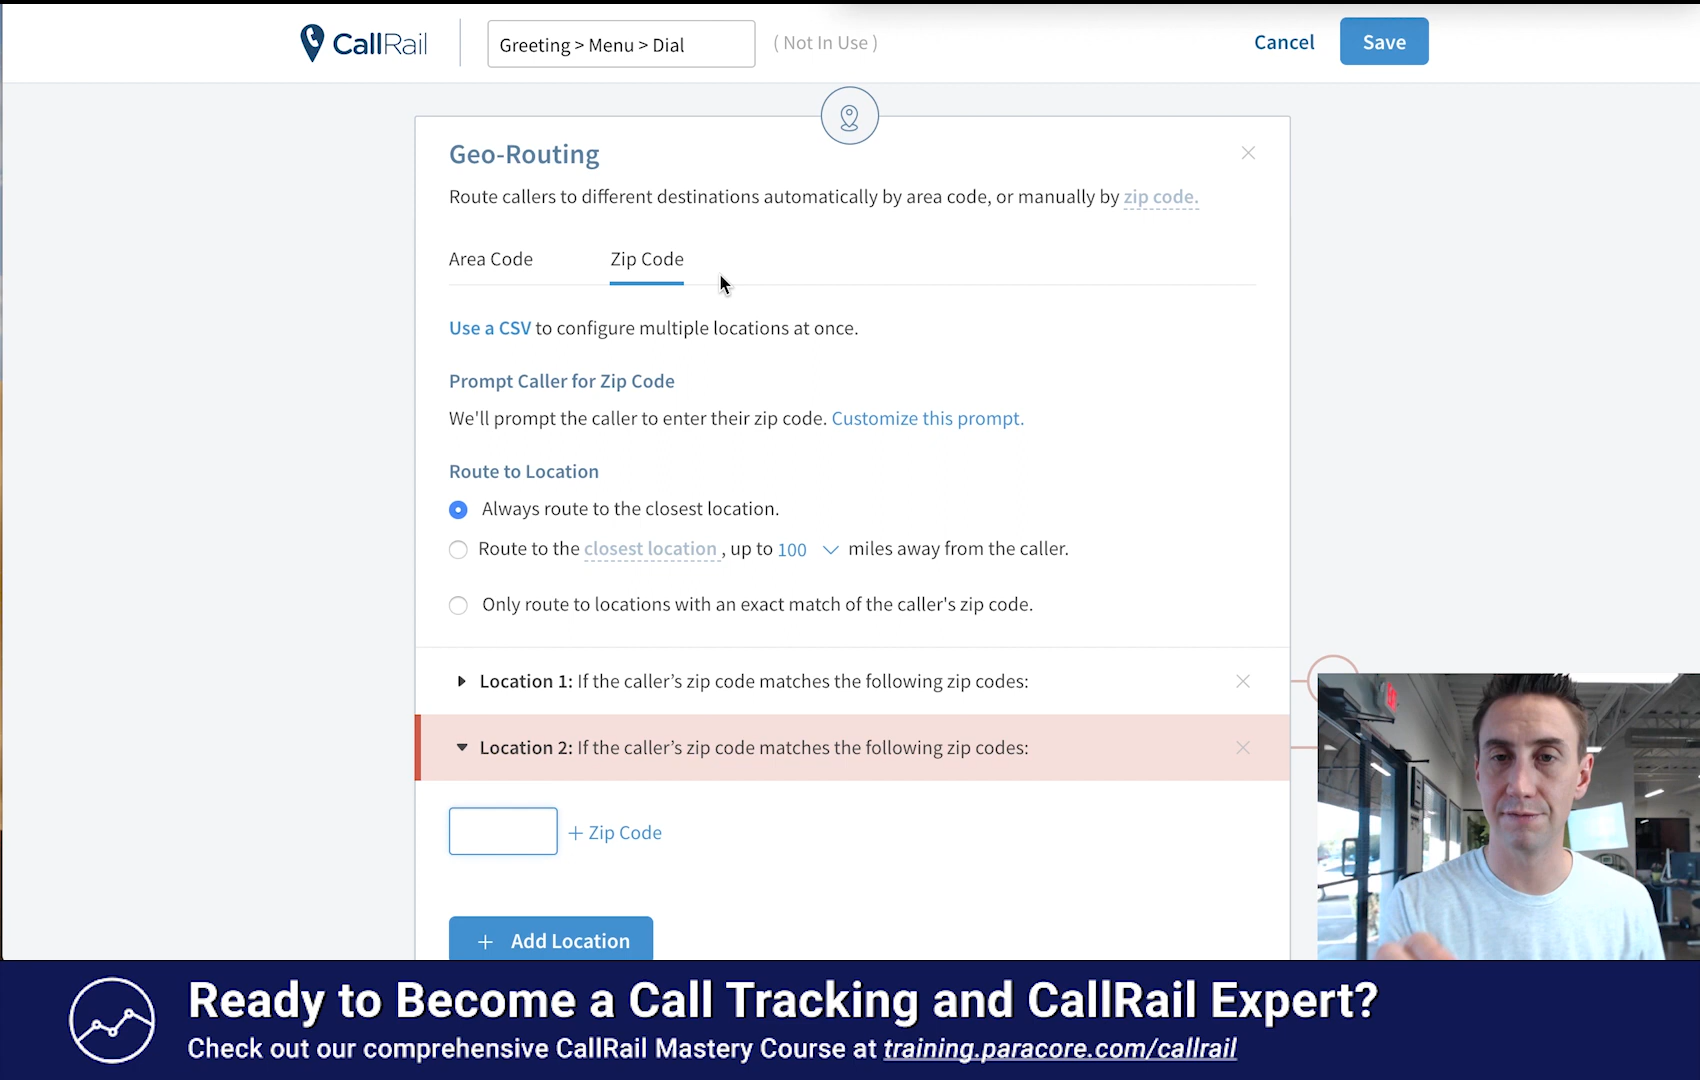 CallRail
Greeting > Menu > Dial
( Not In Use )
Cancel
Save
Geo-Routing
Route callers to different destinations automatically by area code, or manually by zip code.
Area Code
Zip Code
Use a CSV to configure multiple locations at once.
Prompt Caller for Zip Code
We'll prompt the caller to enter their zip code. Customize this prompt.
Route to Location
Always route to the closest location.
Route to the closest location , up to 100 miles away from the caller.
Only route to locations with an exact match of the caller's zip code.
Location 1: If the caller’s zip code matches the following zip codes:
Location 2: If the caller’s zip code matches the following zip codes:
+ Zip Code
+ Add Location
Ready to Become a Call Tracking and CallRail Expert?
Check out our comprehensive CallRail Mastery Course at training.paracore.com/callrail